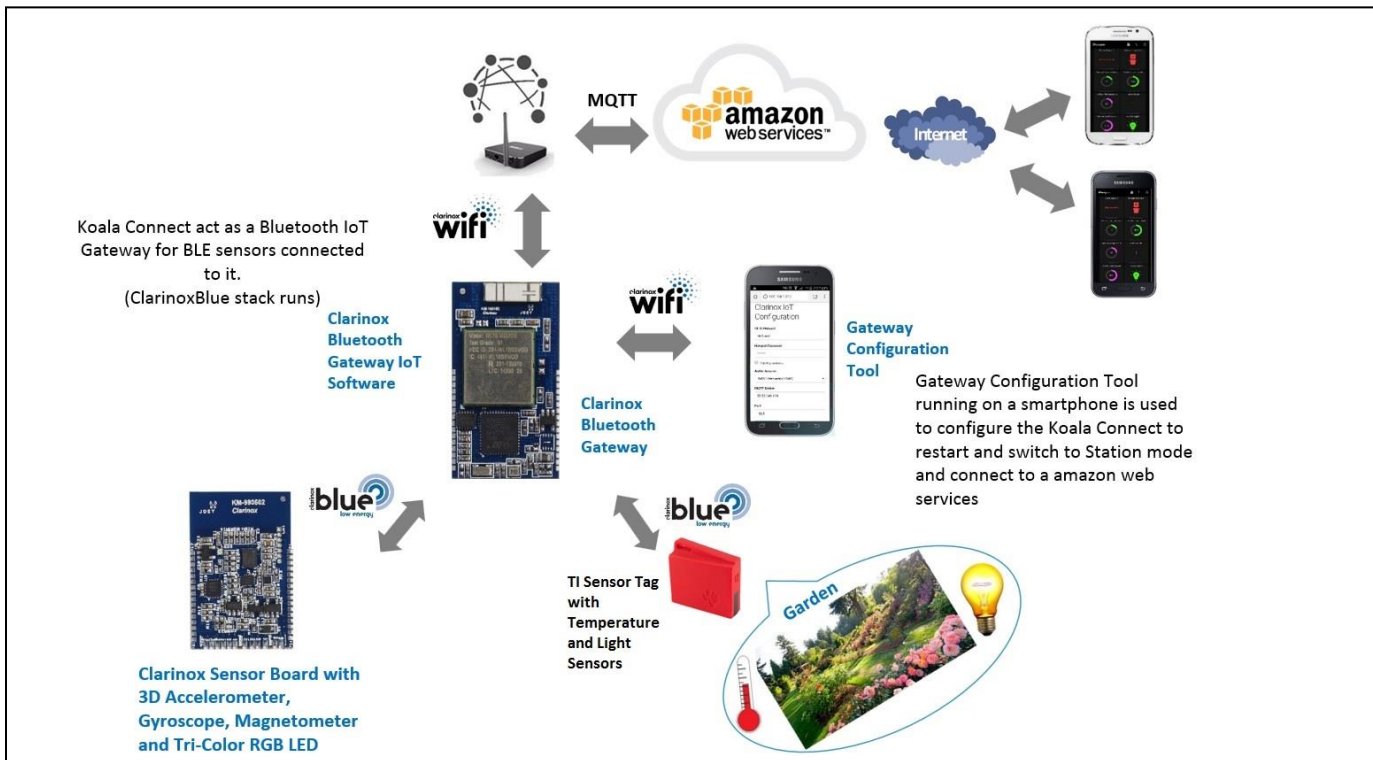 MQTT
amazon
web services™
Internet
SAMSUNG
SAMSUNG
clarinox
wifi
Koala Connect act as a Bluetooth IoT
Gateway for BLE sensors connected
to it.
(ClarinoxBlue stack runs)
Clarinox
Bluetooth
Gateway IoT
Software
clarinox
wifi
SAMSUNG
Clarinox IoT
Configuration
Gateway
Configuration
Tool
Gateway Configuration Tool
running on a smartphone is used
to configure the Koala Connect to
restart and switch to Station mode
and connect to a amazon web
services
Clarinox
Bluetooth
Gateway
clarinox
blue
low energy
KM-990502
Clarinox
JOEY
clarinox
blue
low energy
TI Sensor Tag
with
Temperature
and Light
Sensors
Garden
Clarinox Sensor Board with
3D Accelerometer,
Gyroscope, Magnetometer
and Tri-Color RGB LED